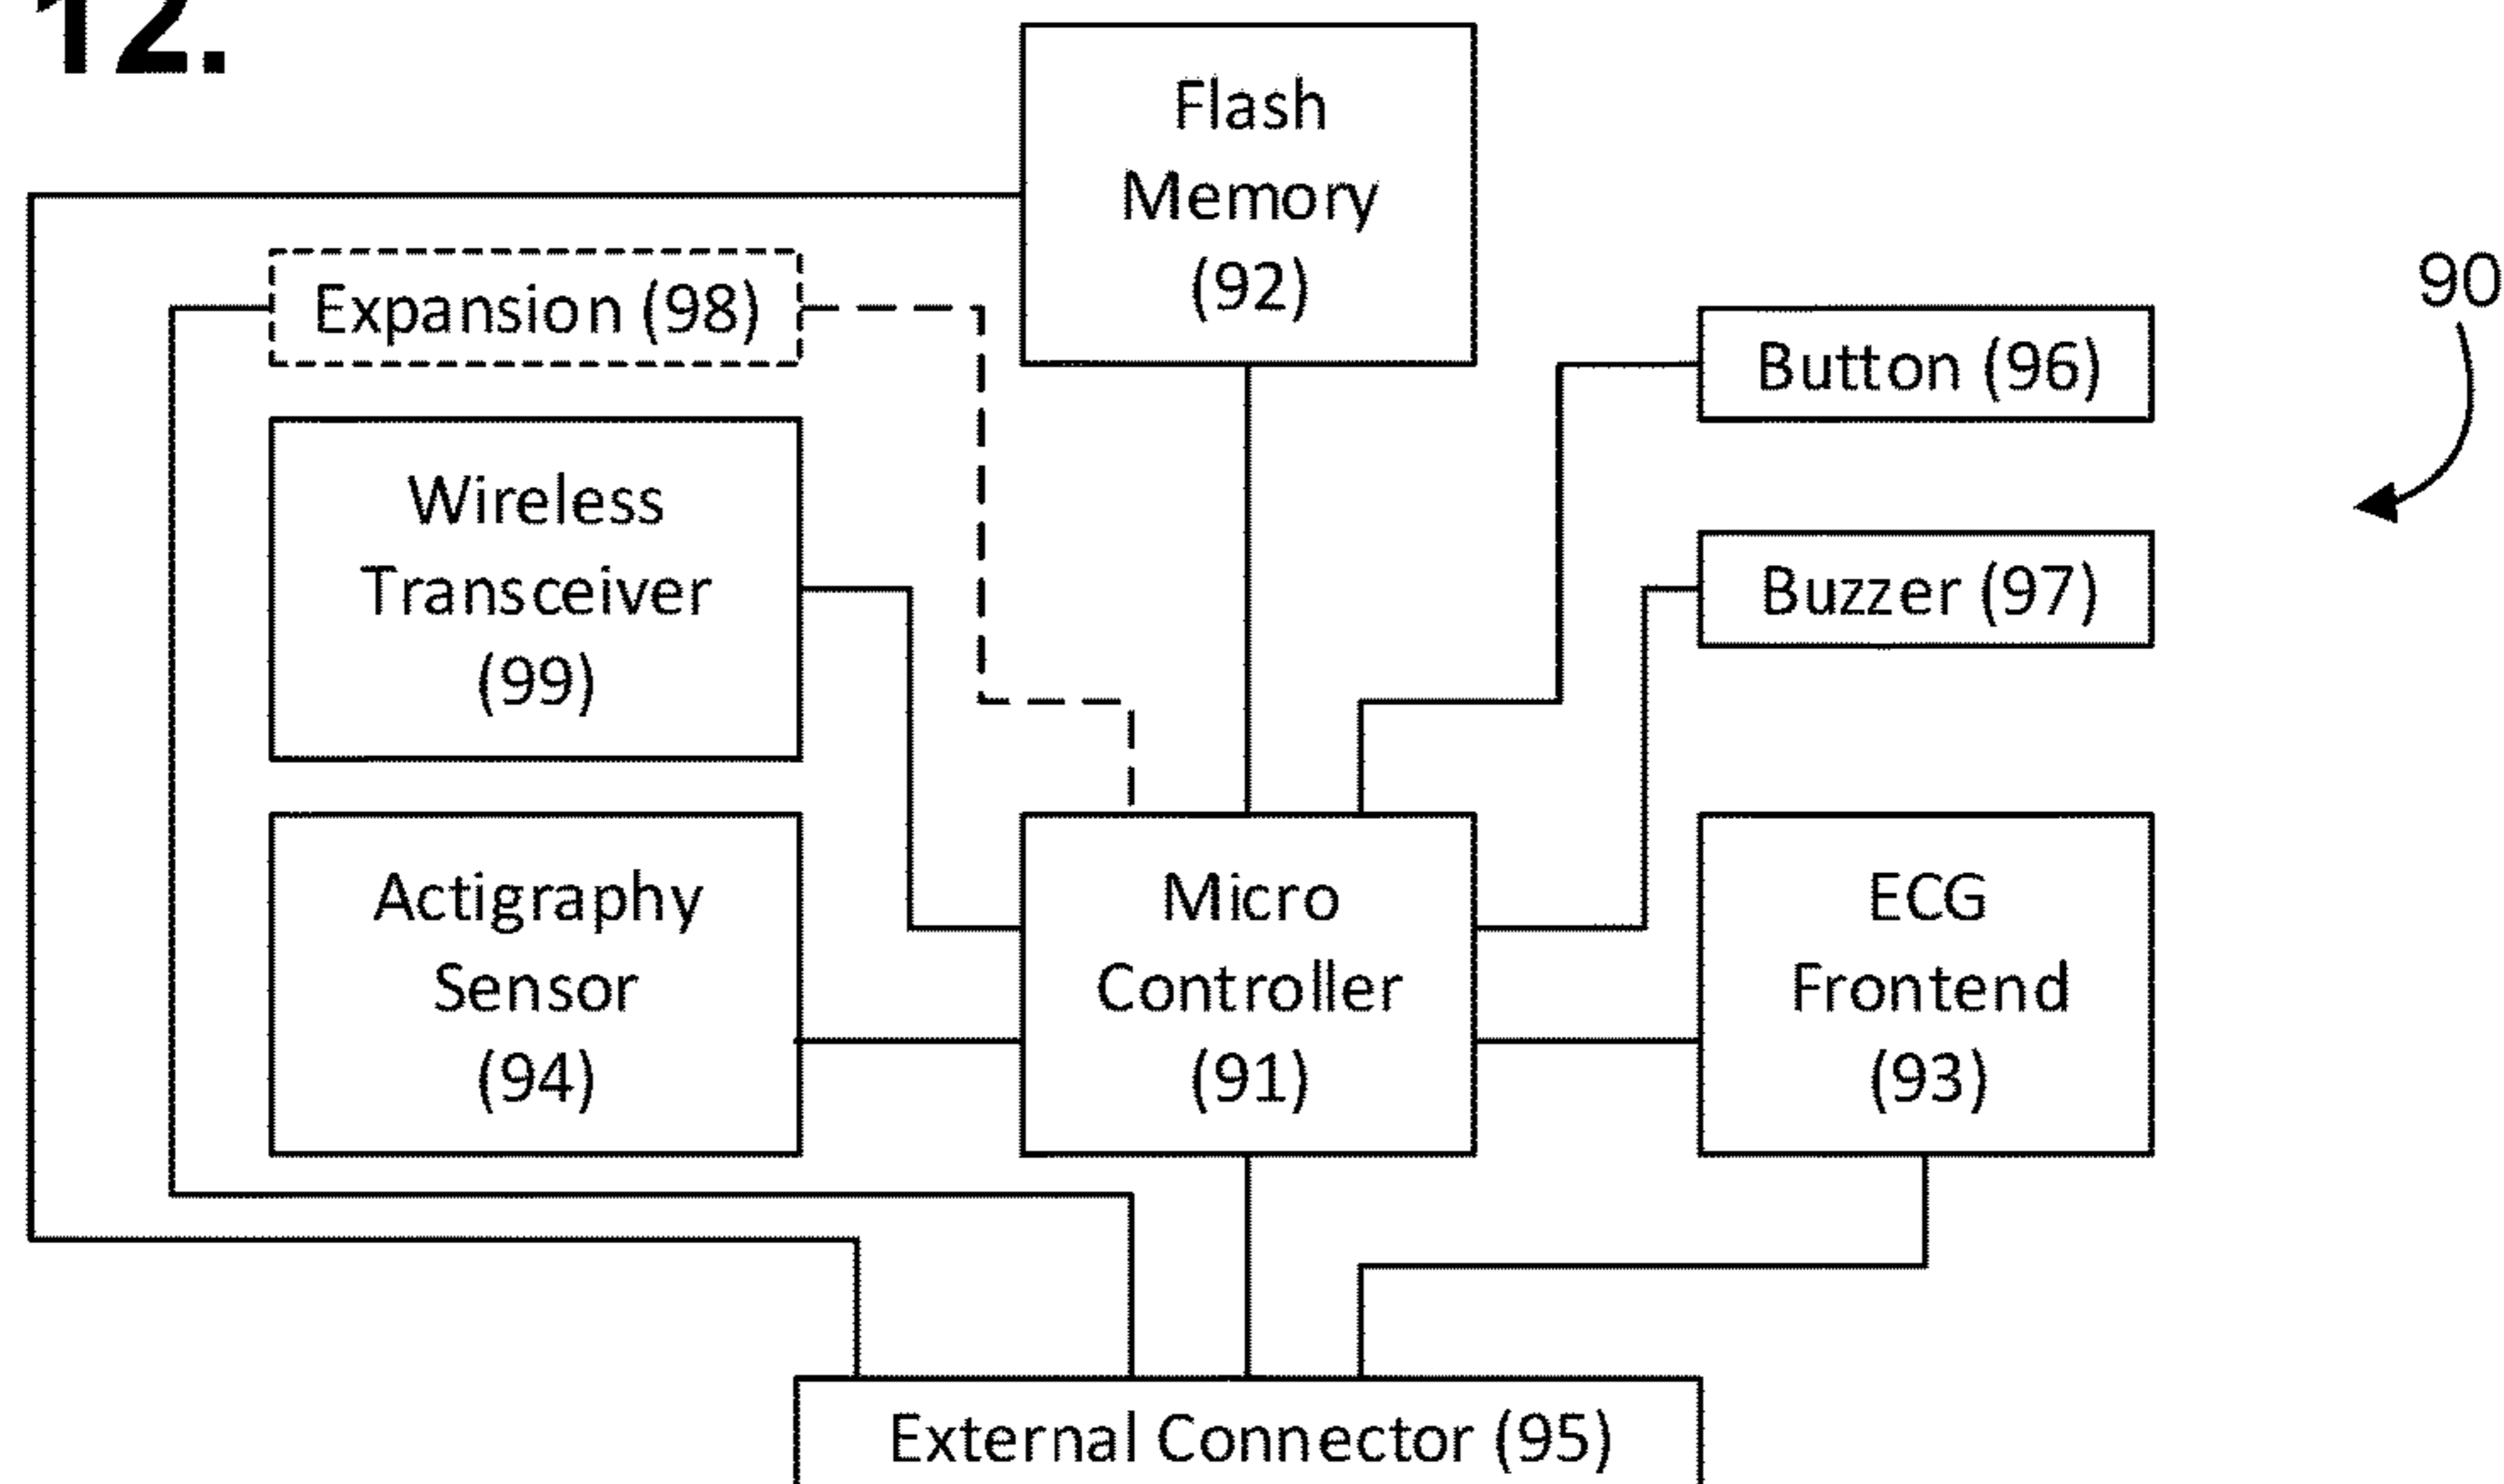 12.
Flash
Memory
(92)
Expansion (98)
90
Button (96)
Wireless
Transceiver
(99)
Buzzer (97)
Actigraphy
Sensor
(94)
Micro
Controller
(91)
ECG
Frontend
(93)
External Connector (95)